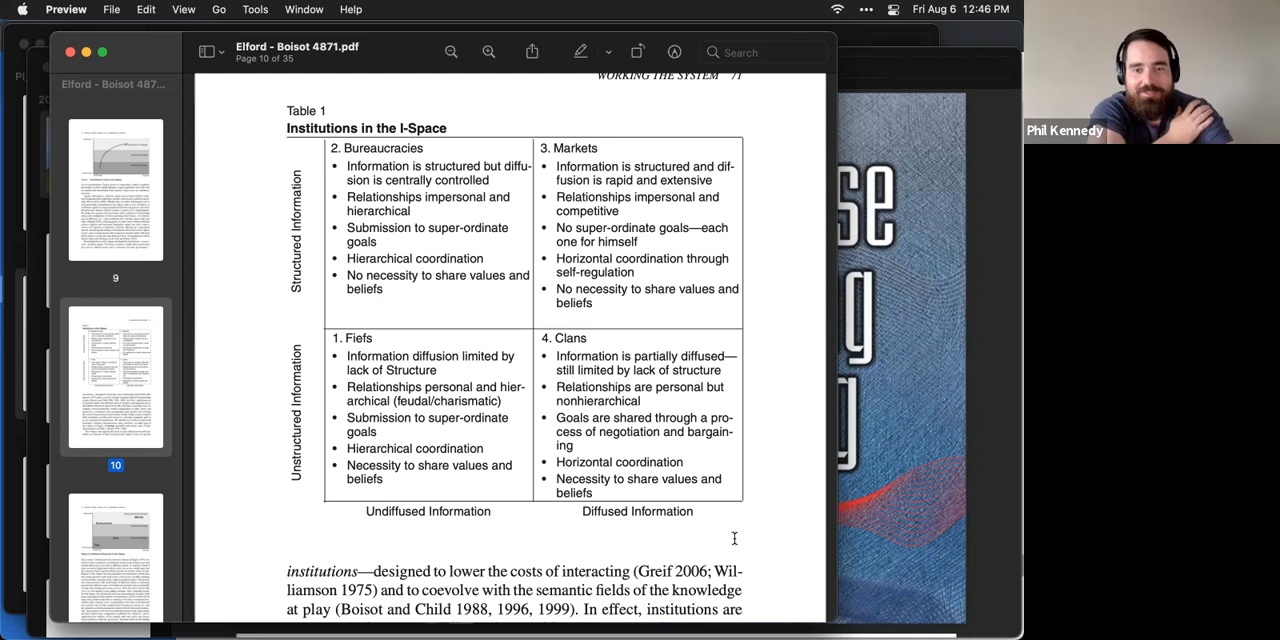 Preview File Edit View Go Tools Window Help
Fri Aug 6 12:46 PM
Elford - Boisot 4871.pdf
Page 10 of 35
Search
Elford - Boisot 487...
9
10
WORKING THE SYSTEM 71
Table 1
Institutions in the I-Space
Structured Information
2. Bureaucracies
• Information is structured but diffu-
sion is centrally controlled
• Relationships impersonal and
hierarchical
• Submission to super-ordinate
goals
• Hierarchical coordination
• No necessity to share values and
beliefs
3. Markets
• Information is structured and dif-
fusion is rapid and extensive
• Relationships impersonal and
competitive
• No super-ordinate goals—each
one for himself
• Horizontal coordination through
self-regulation
• No necessity to share values and
beliefs
Unstructured Information
1. Fiefs
• Information diffusion limited by
lack of Structure
• Relationships personal and hier-
archical (feudal/charismatic)
• Submission to super-ordinate
goals
• Hierarchical coordination
• Necessity to share values and
beliefs
4. Clans
• Information is partially diffused—
still limited by lack of structure
• Relationships are personal but
nonhierarchical
• Goals are shared through a pro-
cess of negotiation and bargain-
ing
• Horizontal coordination
• Necessity to share values and
beliefs
Undiffused Information
Diffused Information
are used to lower the cost of interacting (Greif 2006; Wil-
liamson 1975) and to coevolve with the dynamic fields of the knowledge
at play (Boisot and Child 1988, 1996, 1999). In effect, institutions are
se
g
g
Phil Kennedy